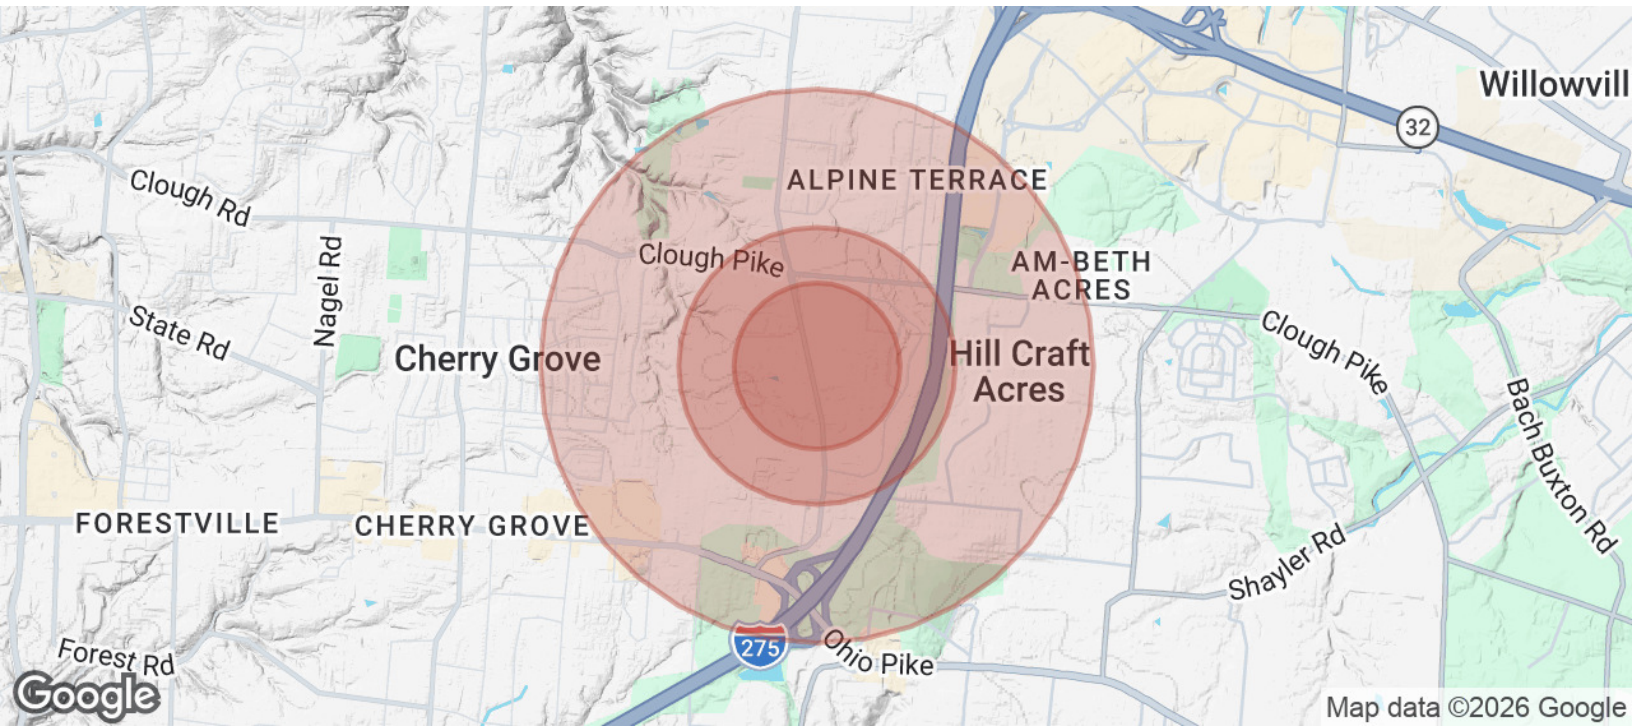 Willowvill
32
ALPINE TERRACE
Clough Rd
Nagel Rd
Clough Pike
AM-BETH
ACRES
State Rd
Clough Pike
Cherry Grove
Hill Craft
Acres
Bach Buxton Rd
FORESTVILLE
CHERRY GROVE
Shayler Rd
275
Ohio Pike
Forest Rd
Google
Map data ©2026 Google